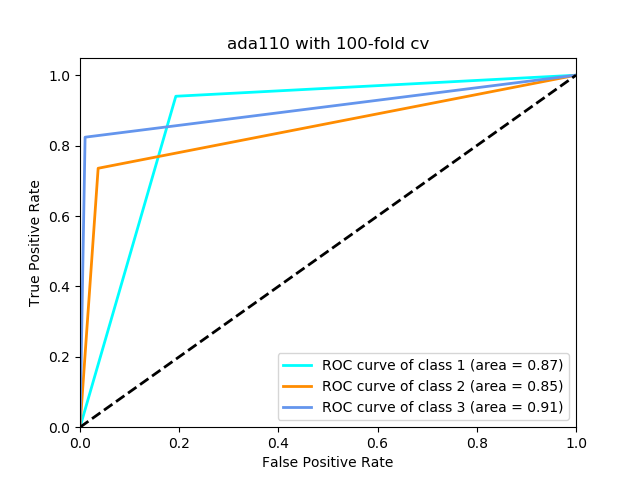 ada110 with 100-fold cv
True Positive Rate
1.0
0.8
0.6
0.4
0.2
0.0
ROC curve of class 1 (area = 0.87)
ROC curve of class 2 (area = 0.85)
ROC curve of class 3 (area = 0.91)
0.0 0.2 0.4 0.6 0.8 1.0
False Positive Rate